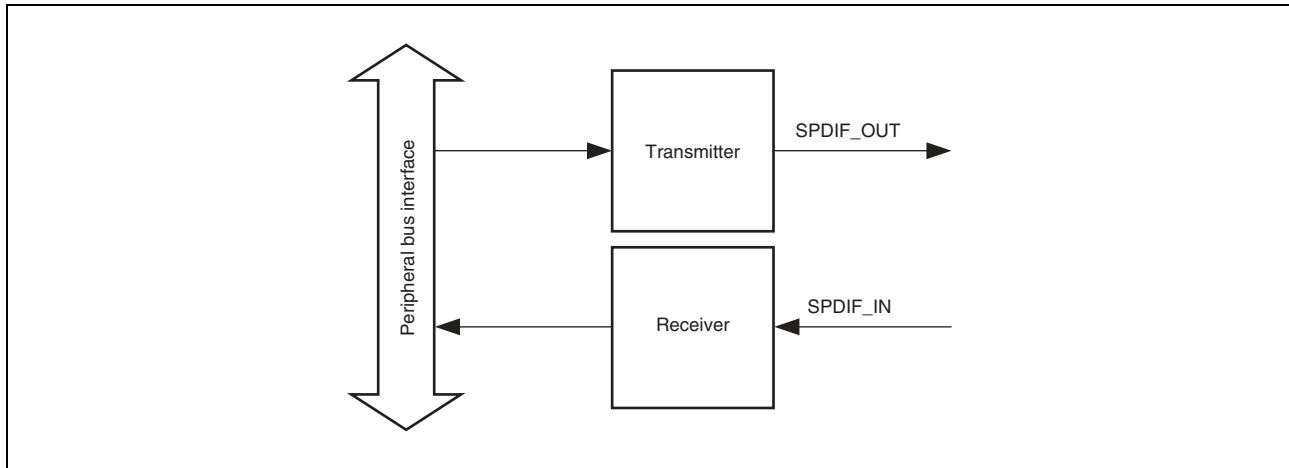 Peripheral bus interface
Transmitter
SPDIF_OUT
Receiver
SPDIF_IN